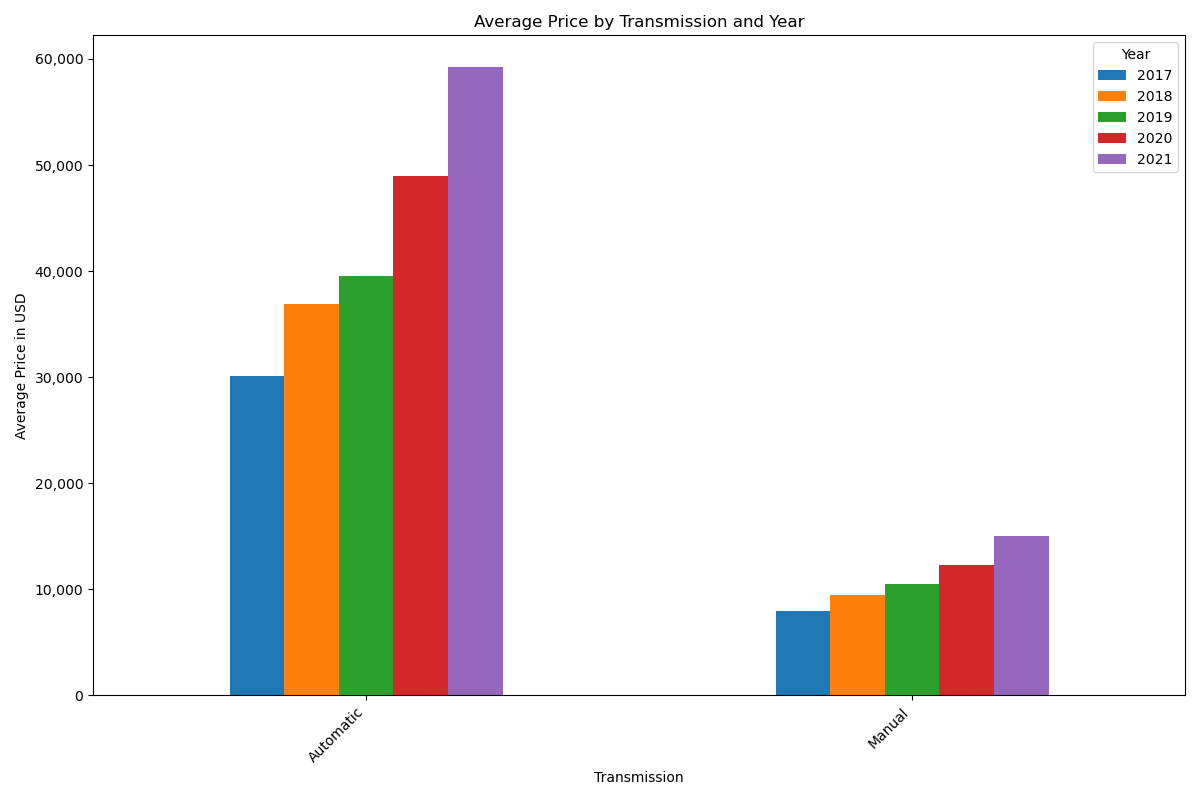 Average Price by Transmission and Year
Average Price in USD
60,000
50,000
40,000
30,000
20,000
10,000
0
Year
2017
2018
2019
2020
2021
Automatic
Manual
Transmission